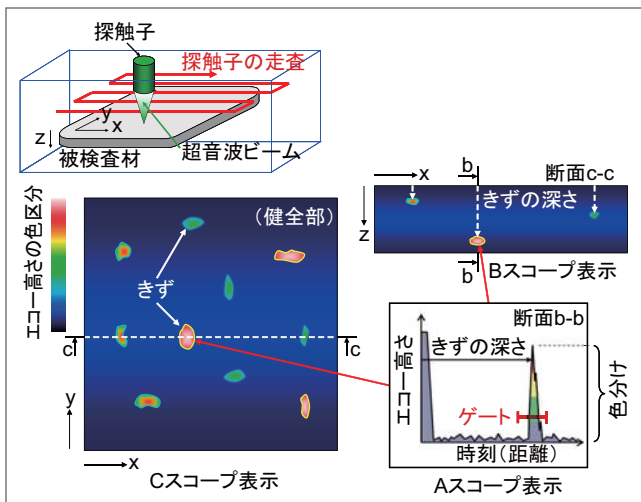 探触子
探触子の走査
y
x
z
被検査材
超音波ビーム
エコー高さの色区分
(健全部)
きず
c
c
y
x
Cスコープ表示
x
b
断面c-c
きずの深さ
z
b
Bスコープ表示
断面b-b
エコー高さ
きずの深さ
ゲート
色分け
時刻(距離)
Aスコープ表示